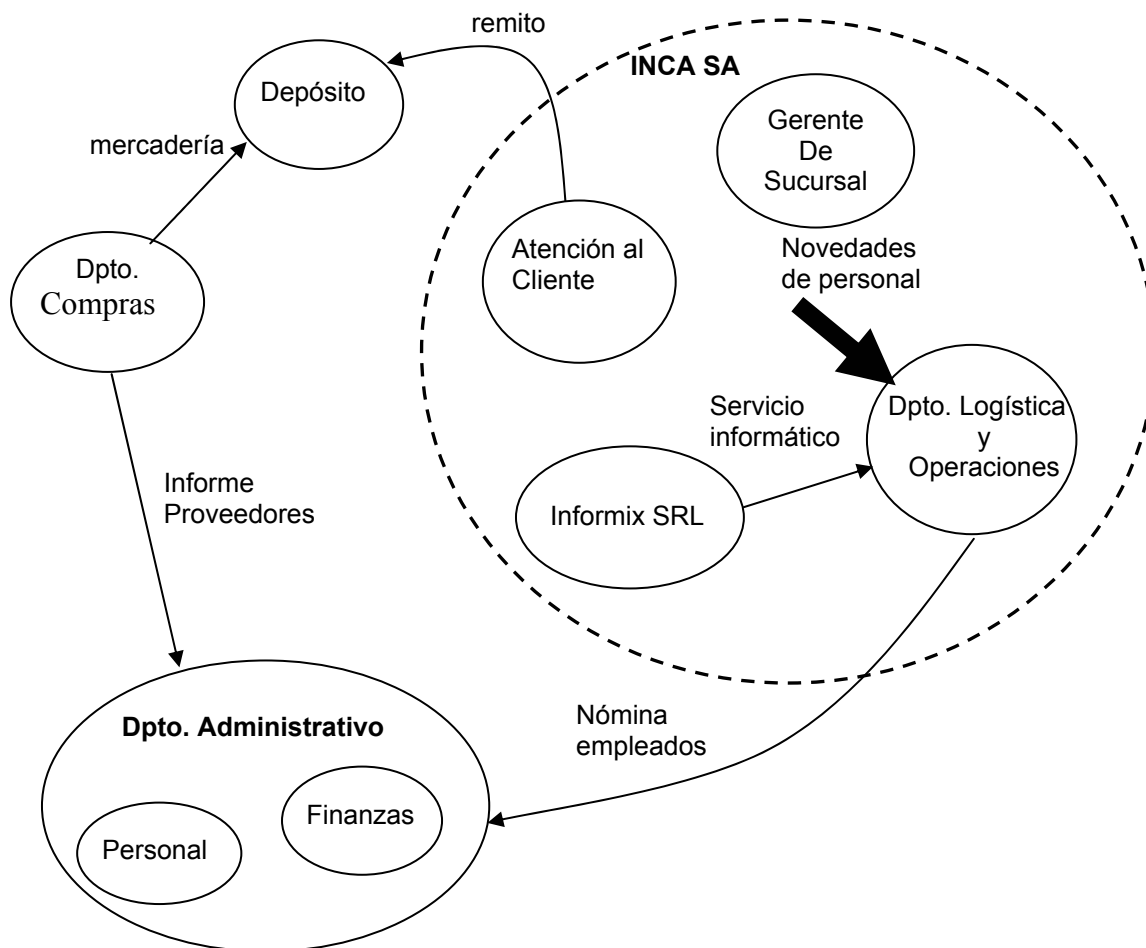 remito
INCA SA
Depósito
mercadería
Gerente
De
Sucursal
Atención al
Cliente
Novedades
de personal
Dpto.
Compras
Servicio
informático
Dpto. Logística
y
Operaciones
Informix SRL
Informe
Proveedores
Nómina
empleados
Dpto. Administrativo
Finanzas
Personal